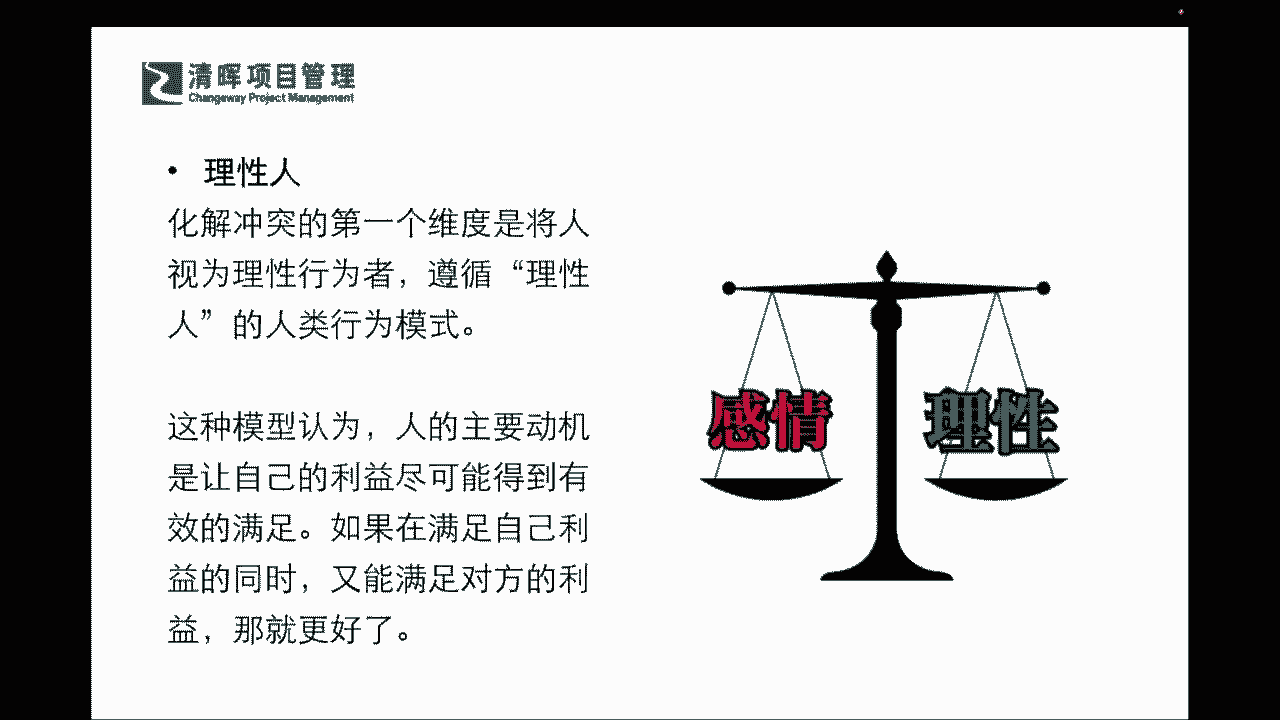 清晖项目管理
Changeway Project Management
• 理性人
化解冲突的第一个维度是将人
视为理性行为者，遵循“理性
人”的人类行为模式。
这种模型认为，人的主要动机
是让自己的利益尽可能得到有
效的满足。如果在满足自己利
益的同时，又能满足对方的利
益，那就更好了。
感情
理性